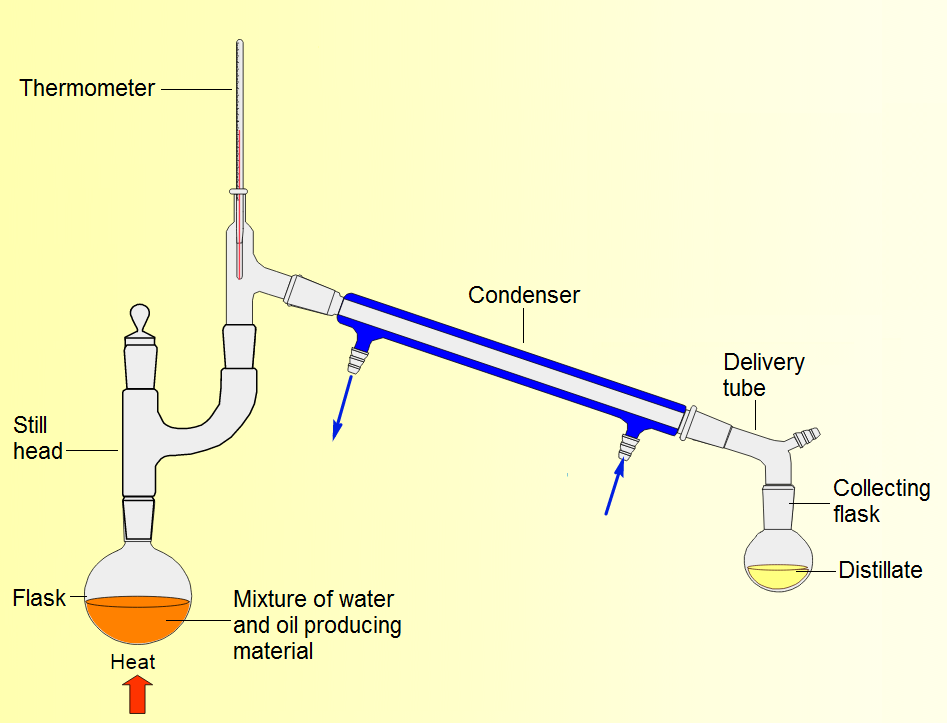 Thermometer
Condenser
Delivery
tube
Still
head
Collecting
flask
Distillate
Flask
Mixture of water
and oil producing
material
Heat